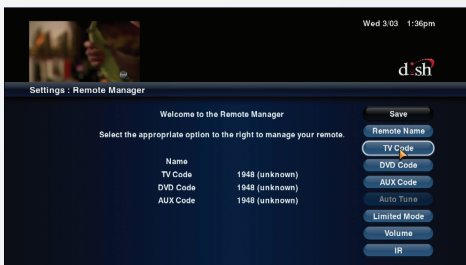 Wed 3/03 1:36pm
dish
Settings : Remote Manager
Welcome to the Remote Manager
Select the appropriate option to the right to manage your remote.
Name
TV Code 1948 (unknown)
DVD Code 1948 (unknown)
AUX Code 1948 (unknown)
Save
Remote Name
TV Code
DVD Code
AUX Code
Auto Tune
Limited Mode
Volume
IR